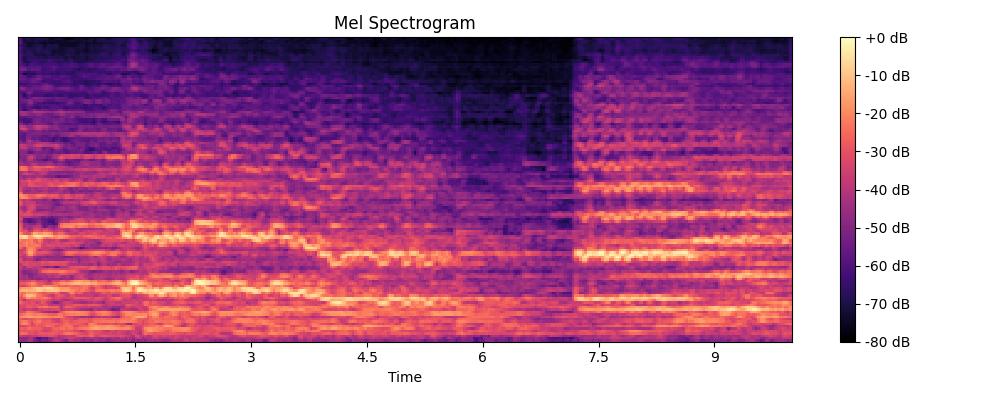 Mel Spectrogram
+0 dB
-10 dB
-20 dB
-30 dB
-40 dB
-50 dB
-60 dB
-70 dB
-80 dB
0 1.5 3 4.5 6 7.5 9
Time